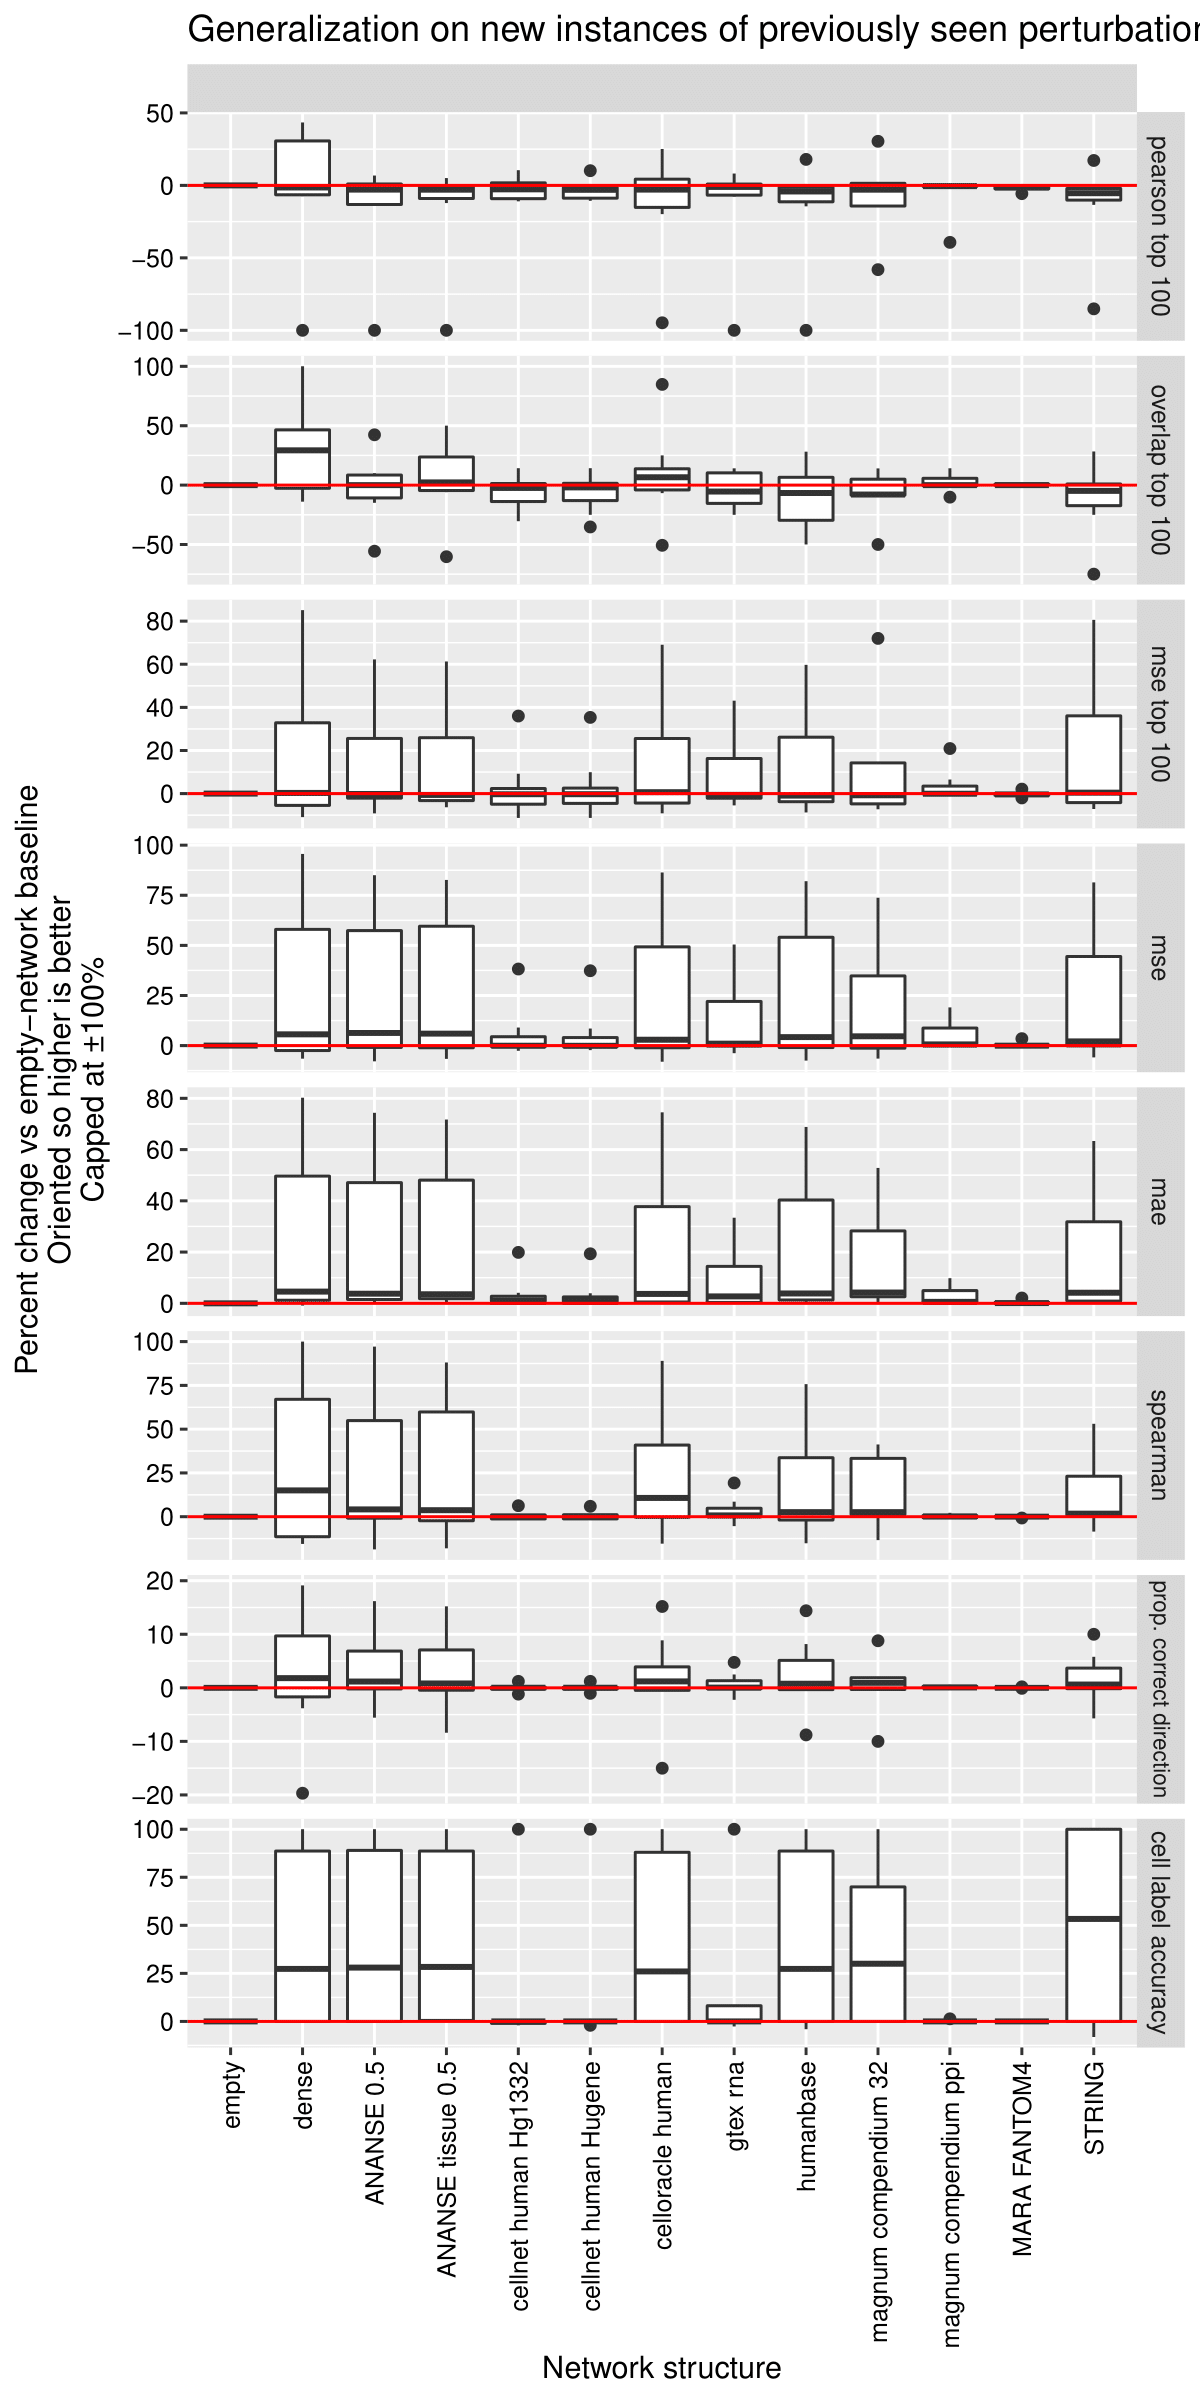 Generalization on new instances of previously seen perturbation
Percent change vs empty−network baseline
Oriented so higher is better
Capped at ±100%
50
0
−50
−100
pearson top 100
100
50
0
−50
overlap top 100
80
60
40
20
0
mse top 100
100
75
50
25
0
mse
80
60
40
20
0
mae
100
75
50
25
0
spearman
20
10
0
−10
−20
prop. correct direction
100
75
50
25
0
cell label accuracy
empty
dense
ANANSE 0.5
ANANSE tissue 0.5
cellnet human Hg1332
cellnet human Hugene
celloracle human
gtex rna
humanbase
magnum compendium 32
magnum compendium ppi
MARA FANTOM4
STRING
Network structure